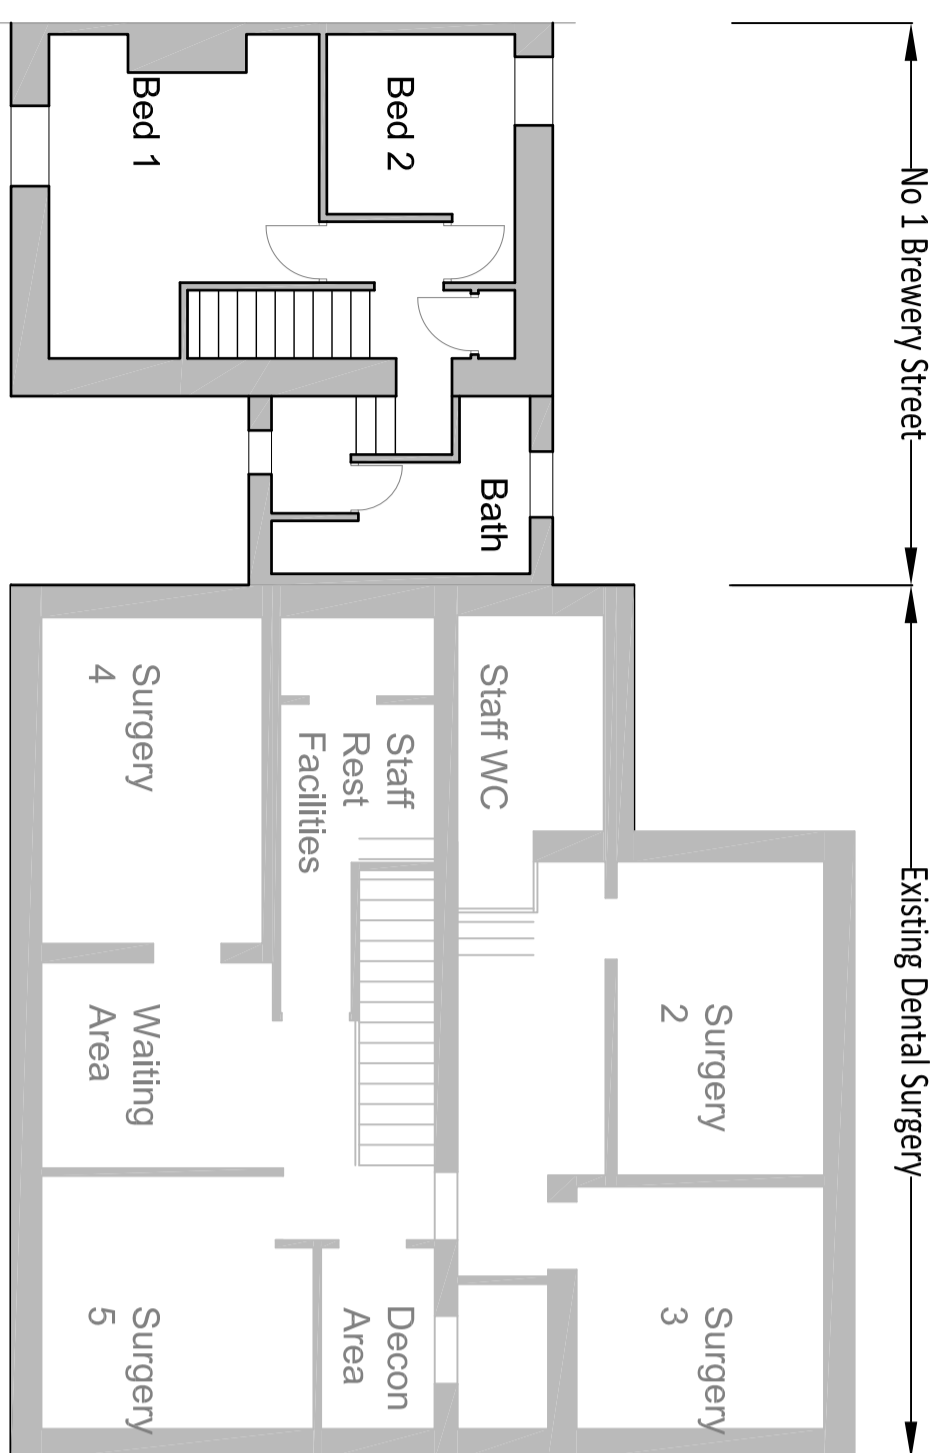 No 1 Brewery Street
Existing Dental Surgery
Bed 2
Bed 1
Bath
Staff WC
Staff
Rest
Facilities
Surgery
4
Surgery
2
Waiting
Area
Surgery
3
Decon
Area
Surgery
5